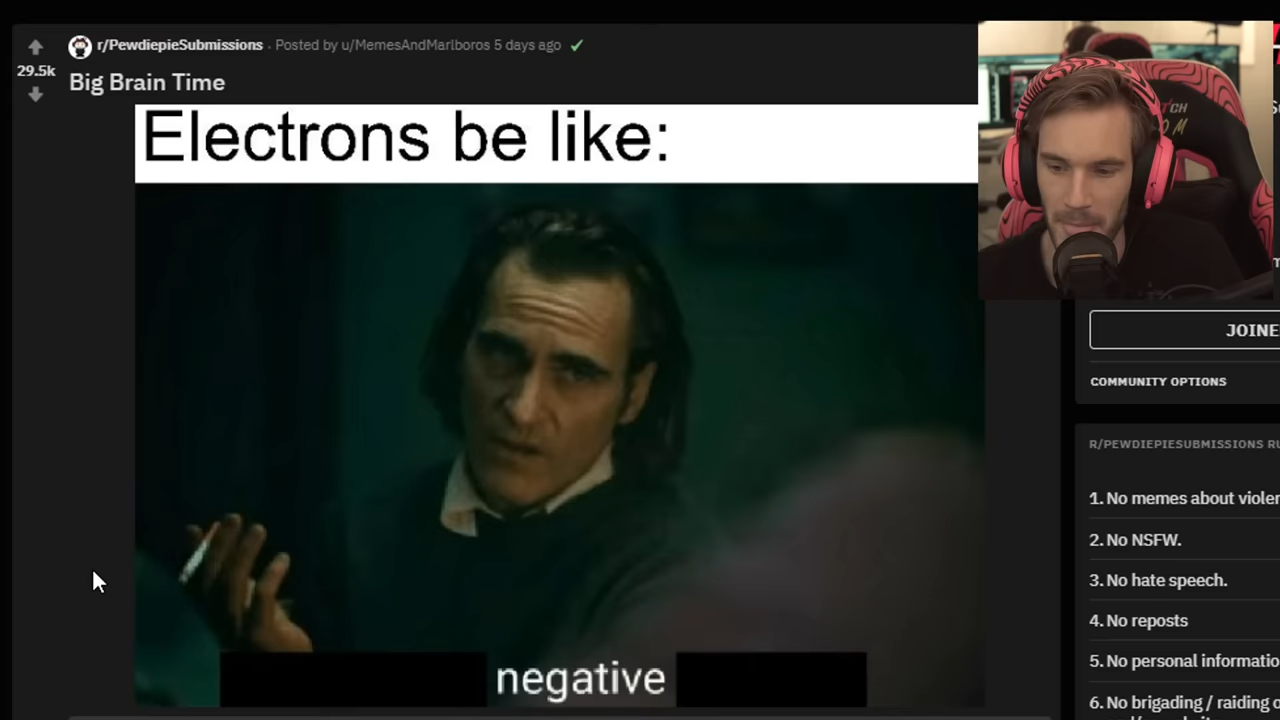 r/PewdiepieSubmissions · Posted by u/MemesAndMarlboros 5 days ago
29.5k
Big Brain Time
Electrons be like:
negative
JOINE
COMMUNITY OPTIONS
R/PEWDIEPIESUBMISSIONS RU
1. No memes about violen
2. No NSFW.
3. No hate speech.
4. No reposts
5. No personal informatio
6. No brigading / raiding o